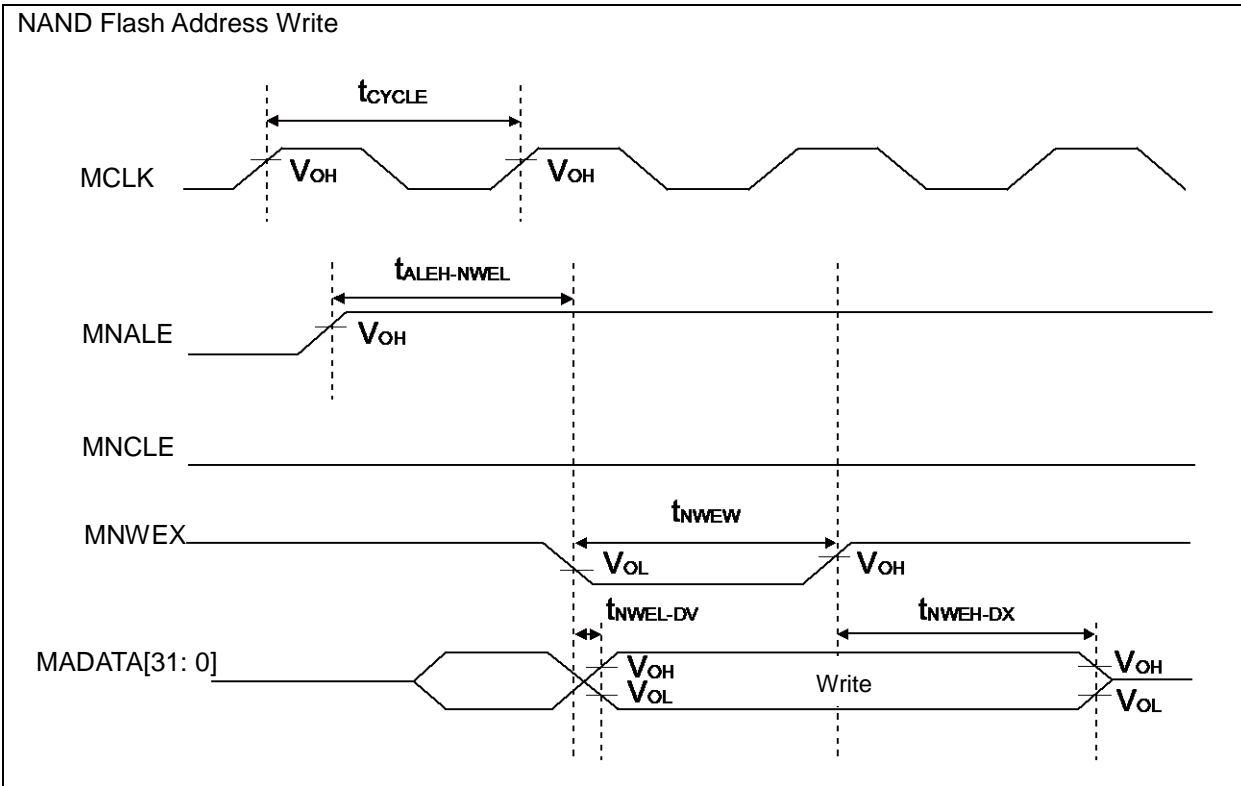 NAND Flash Address Write
tCYCLE
MCLK
VOH
VOH
tALEH-NWEL
MNALE
VOH
MNCLE
tNWEW
MNWEX
VOL
VOH
tNWEL-DV
tNWEH-DX
MADATA[31: 0]
VOH
VOL
Write
VOH
VOL